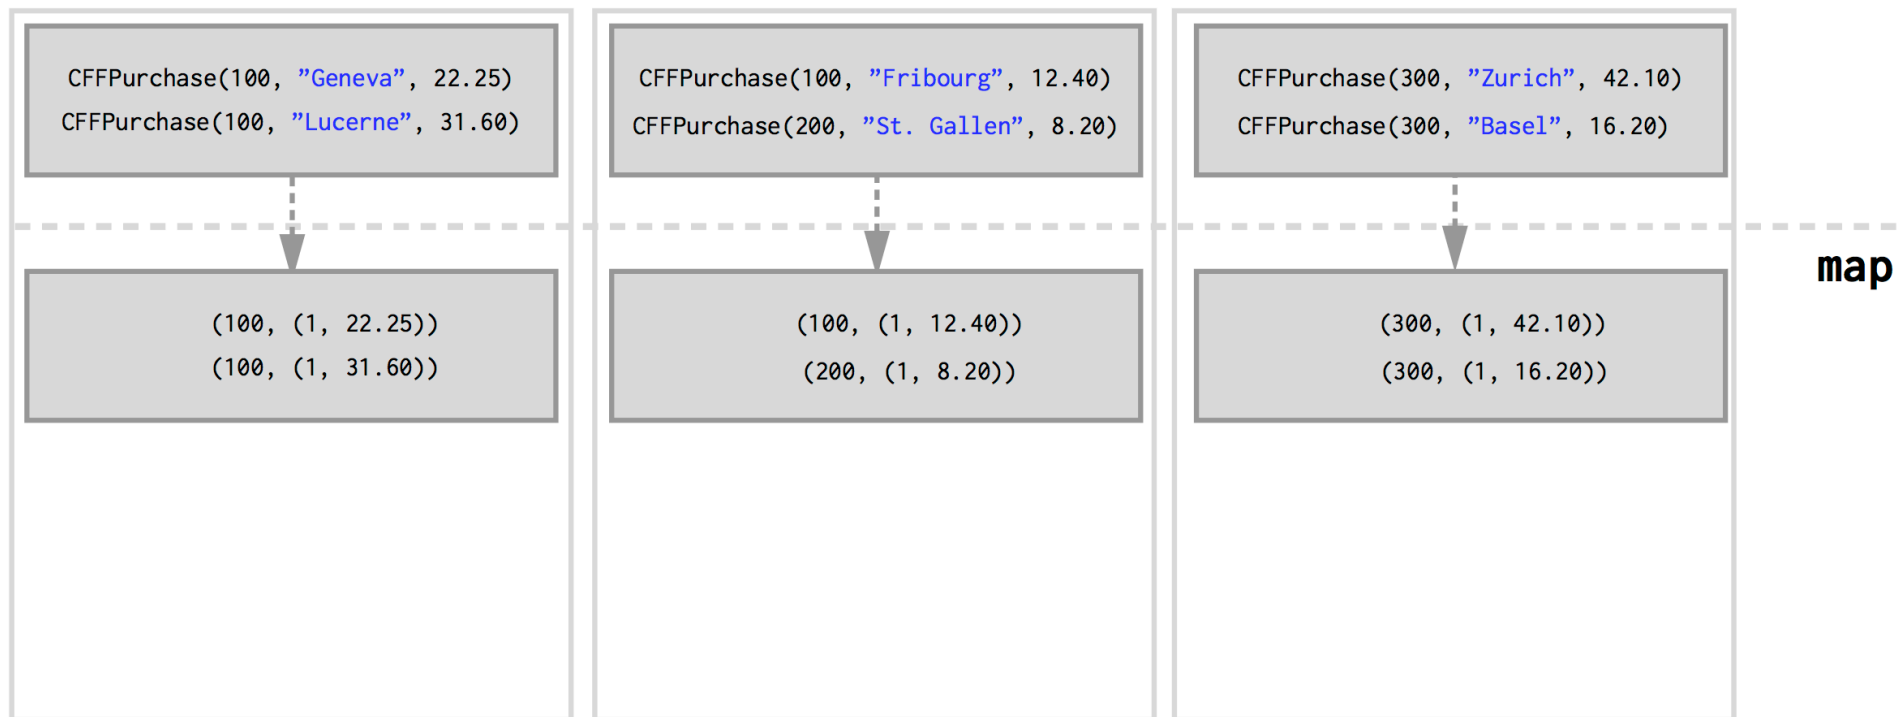 CFFPurchase(100, ”Geneva”, 22.25)
CFFPurchase(100, ”Lucerne”, 31.60)
CFFPurchase(100, ”Fribourg”, 12.40)
CFFPurchase(200, ”St. Gallen”, 8.20)
CFFPurchase(300, ”Zurich”, 42.10)
CFFPurchase(300, ”Basel”, 16.20)
map
(100, (1, 22.25))
(100, (1, 31.60))
(100, (1, 12.40))
(200, (1, 8.20))
(300, (1, 42.10))
(300, (1, 16.20))